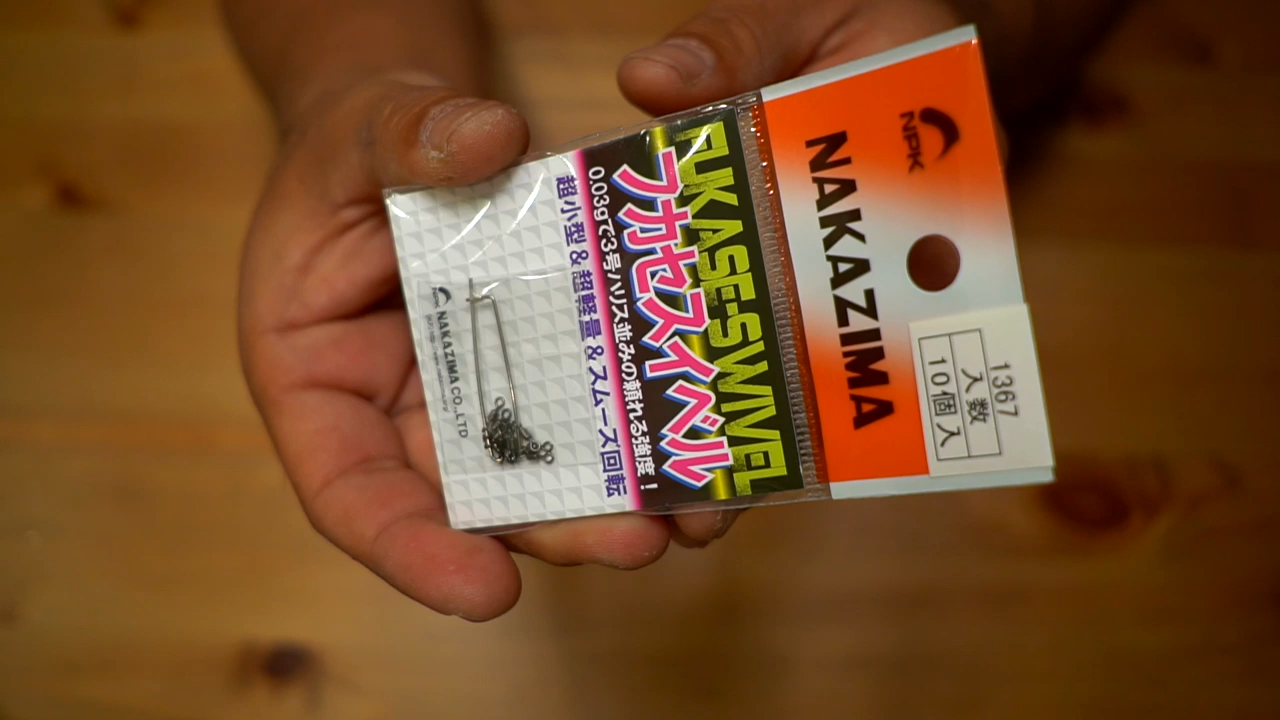 NPK
NAKAZIMA
1367
入数
10個入
FUKASE-SWIVEL
フカセスイベル
0.03gで3号ハリス並みの頼れる強度！
超小型&超軽量&スムーズ回転
NAKAZIMA CO.,LTD